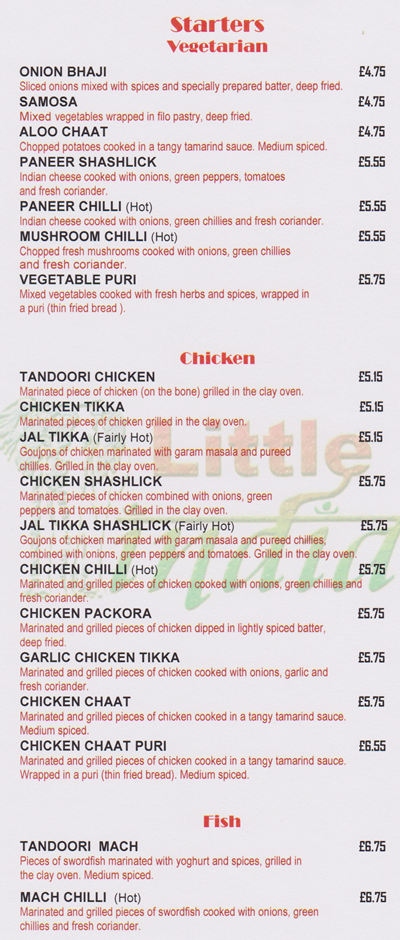 Starters
Vegetarian
ONION BHAJI £4.75
Sliced onions mixed with spices and specially prepared batter, deep fried.
SAMOSA £4.75
Mixed vegetables wrapped in filo pastry, deep fried.
ALOO CHAAT £4.75
Chopped potatoes cooked in a tangy tamarind sauce. Medium spiced.
PANEER SHASHLICK £5.55
Indian cheese cooked with onions, green peppers, tomatoes
and fresh coriander.
PANEER CHILLI (Hot) £5.55
Indian cheese cooked with onions, green chillies and fresh coriander.
MUSHROOM CHILLI (Hot) £5.55
Chopped fresh mushrooms cooked with onions, green chillies
and fresh coriander.
VEGETABLE PURI £5.75
Mixed vegetables cooked with fresh herbs and spices, wrapped in
a puri (thin fried bread ).
Chicken
TANDOORI CHICKEN £5.15
Marinated piece of chicken (on the bone) grilled in the clay oven.
CHICKEN TIKKA £5.15
Marinated pieces of chicken grilled in the clay oven.
JAL TIKKA (Fairly Hot) £5.15
Goujons of chicken marinated with garam masala and pureed
chillies. Grilled in the clay oven.
CHICKEN SHASHLICK £5.75
Marinated pieces of chicken combined with onions, green
peppers and tomatoes. Grilled in the clay oven.
JAL TIKKA SHASHLICK (Fairly Hot) £5.75
Goujons of chicken marinated with garam masala and pureed chillies,
combined with onions, green peppers and tomatoes. Grilled in the clay oven.
CHICKEN CHILLI (Hot) £5.75
Marinated and grilled pieces of chicken cooked with onions, green chillies and
fresh coriander.
CHICKEN PACKORA £5.75
Marinated and grilled pieces of chicken dipped in lightly spiced batter,
deep fried.
GARLIC CHICKEN TIKKA £5.75
Marinated and grilled pieces of chicken cooked with onions, garlic and
fresh coriander.
CHICKEN CHAAT £5.75
Marinated and grilled pieces of chicken cooked in a tangy tamarind sauce.
Medium spiced.
CHICKEN CHAAT PURI £6.55
Marinated and grilled pieces of chicken cooked in a tangy tamarind sauce.
Wrapped in a puri (thin fried bread). Medium spiced.
Little
India
Fish
TANDOORI MACH £6.75
Pieces of swordfish marinated with yoghurt and spices, grilled in
the clay oven. Medium spiced.
MACH CHILLI (Hot) £6.75
Marinated and grilled pieces of swordfish cooked with onions, green
chillies and fresh coriander.